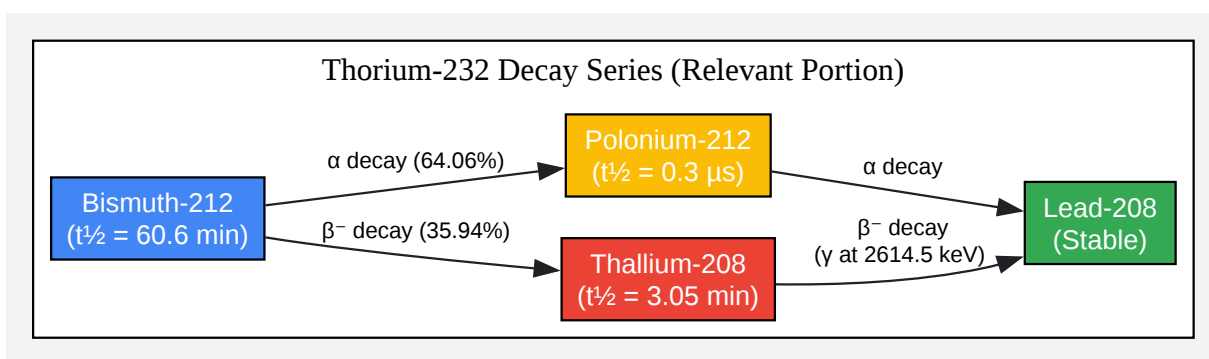 Thorium-232 Decay Series (Relevant Portion)
Bismuth-212
(t½ = 60.6 min)
α decay (64.06%)
β⁻ decay (35.94%)
Polonium-212
(t½ = 0.3 µs)
Thallium-208
(t½ = 3.05 min)
α decay
β⁻ decay
(γ at 2614.5 keV)
Lead-208
(Stable)